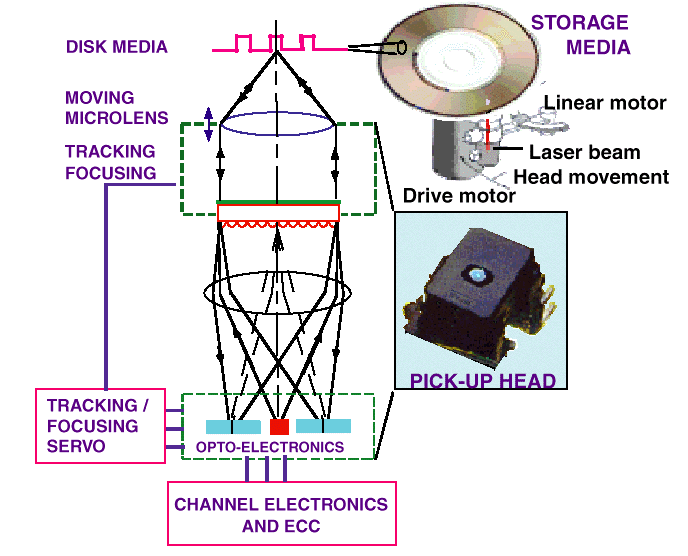 DISK MEDIA
STORAGE
MEDIA
MOVING
MICROLENS
Linear motor
TRACKING
FOCUSING
Laser beam
Head movement
Drive motor
PICK-UP HEAD
TRACKING /
FOCUSING
SERVO
OPTO-ELECTRONICS
CHANNEL ELECTRONICS
AND ECC